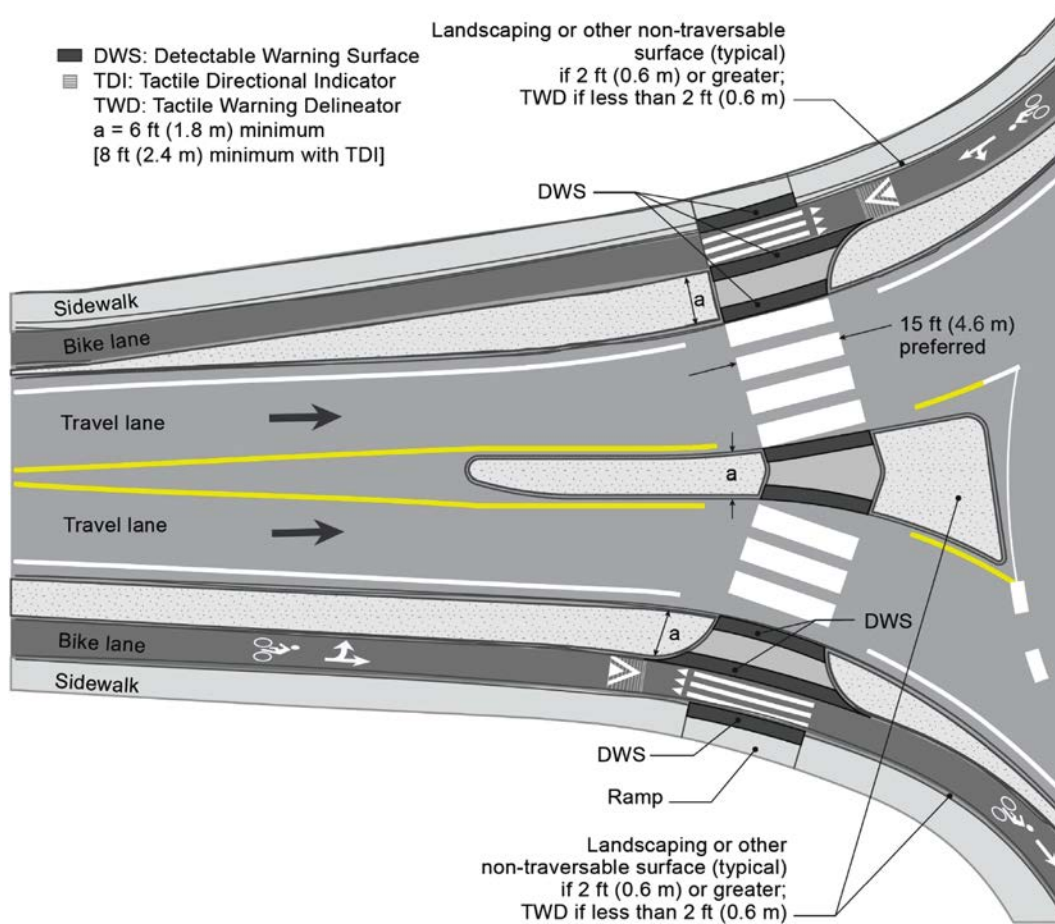 DWS: Detectable Warning Surface
TDI: Tactile Directional Indicator
TWD: Tactile Warning Delineator
a = 6 ft (1.8 m) minimum
[8 ft (2.4 m) minimum with TDI]
Landscaping or other non-traversable
surface (typical)
if 2 ft (0.6 m) or greater;
TWD if less than 2 ft (0.6 m)
DWS
Sidewalk
Bike lane
a
15 ft (4.6 m)
preferred
Travel lane
a
Travel lane
Bike lane
Sidewalk
a
DWS
DWS
Ramp
Landscaping or other
non-traversable surface (typical)
if 2 ft (0.6 m) or greater;
TWD if less than 2 ft (0.6 m)